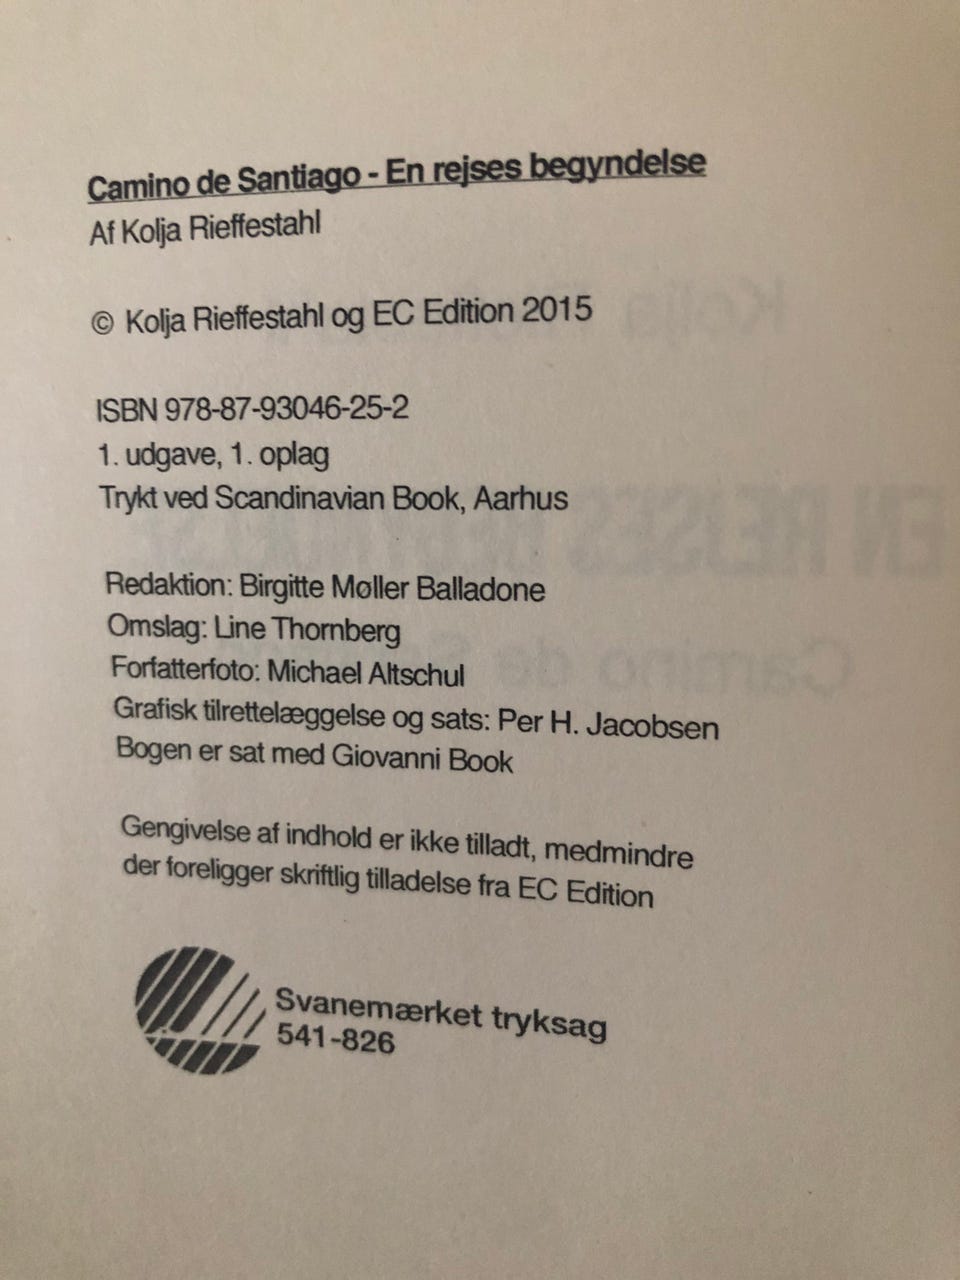 Camino de Santiago - En rejses begyndelse
Af Kolja Rieffestahl
© Kolja Rieffestahl og EC Edition 2015
ISBN 978-87-93046-25-2
1. udgave, 1. oplag
Trykt ved Scandinavian Book, Aarhus
Redaktion: Birgitte Møller Balladone
Omslag: Line Thornberg
Forfatterfoto: Michael Altschul
Grafisk tilrettelæggelse og sats: Per H. Jacobsen
Bogen er sat med Giovanni Book
Gengivelse af indhold er ikke tilladt, medmindre
der foreligger skriftlig tilladelse fra EC Edition
Svanemærket tryksag
541-826